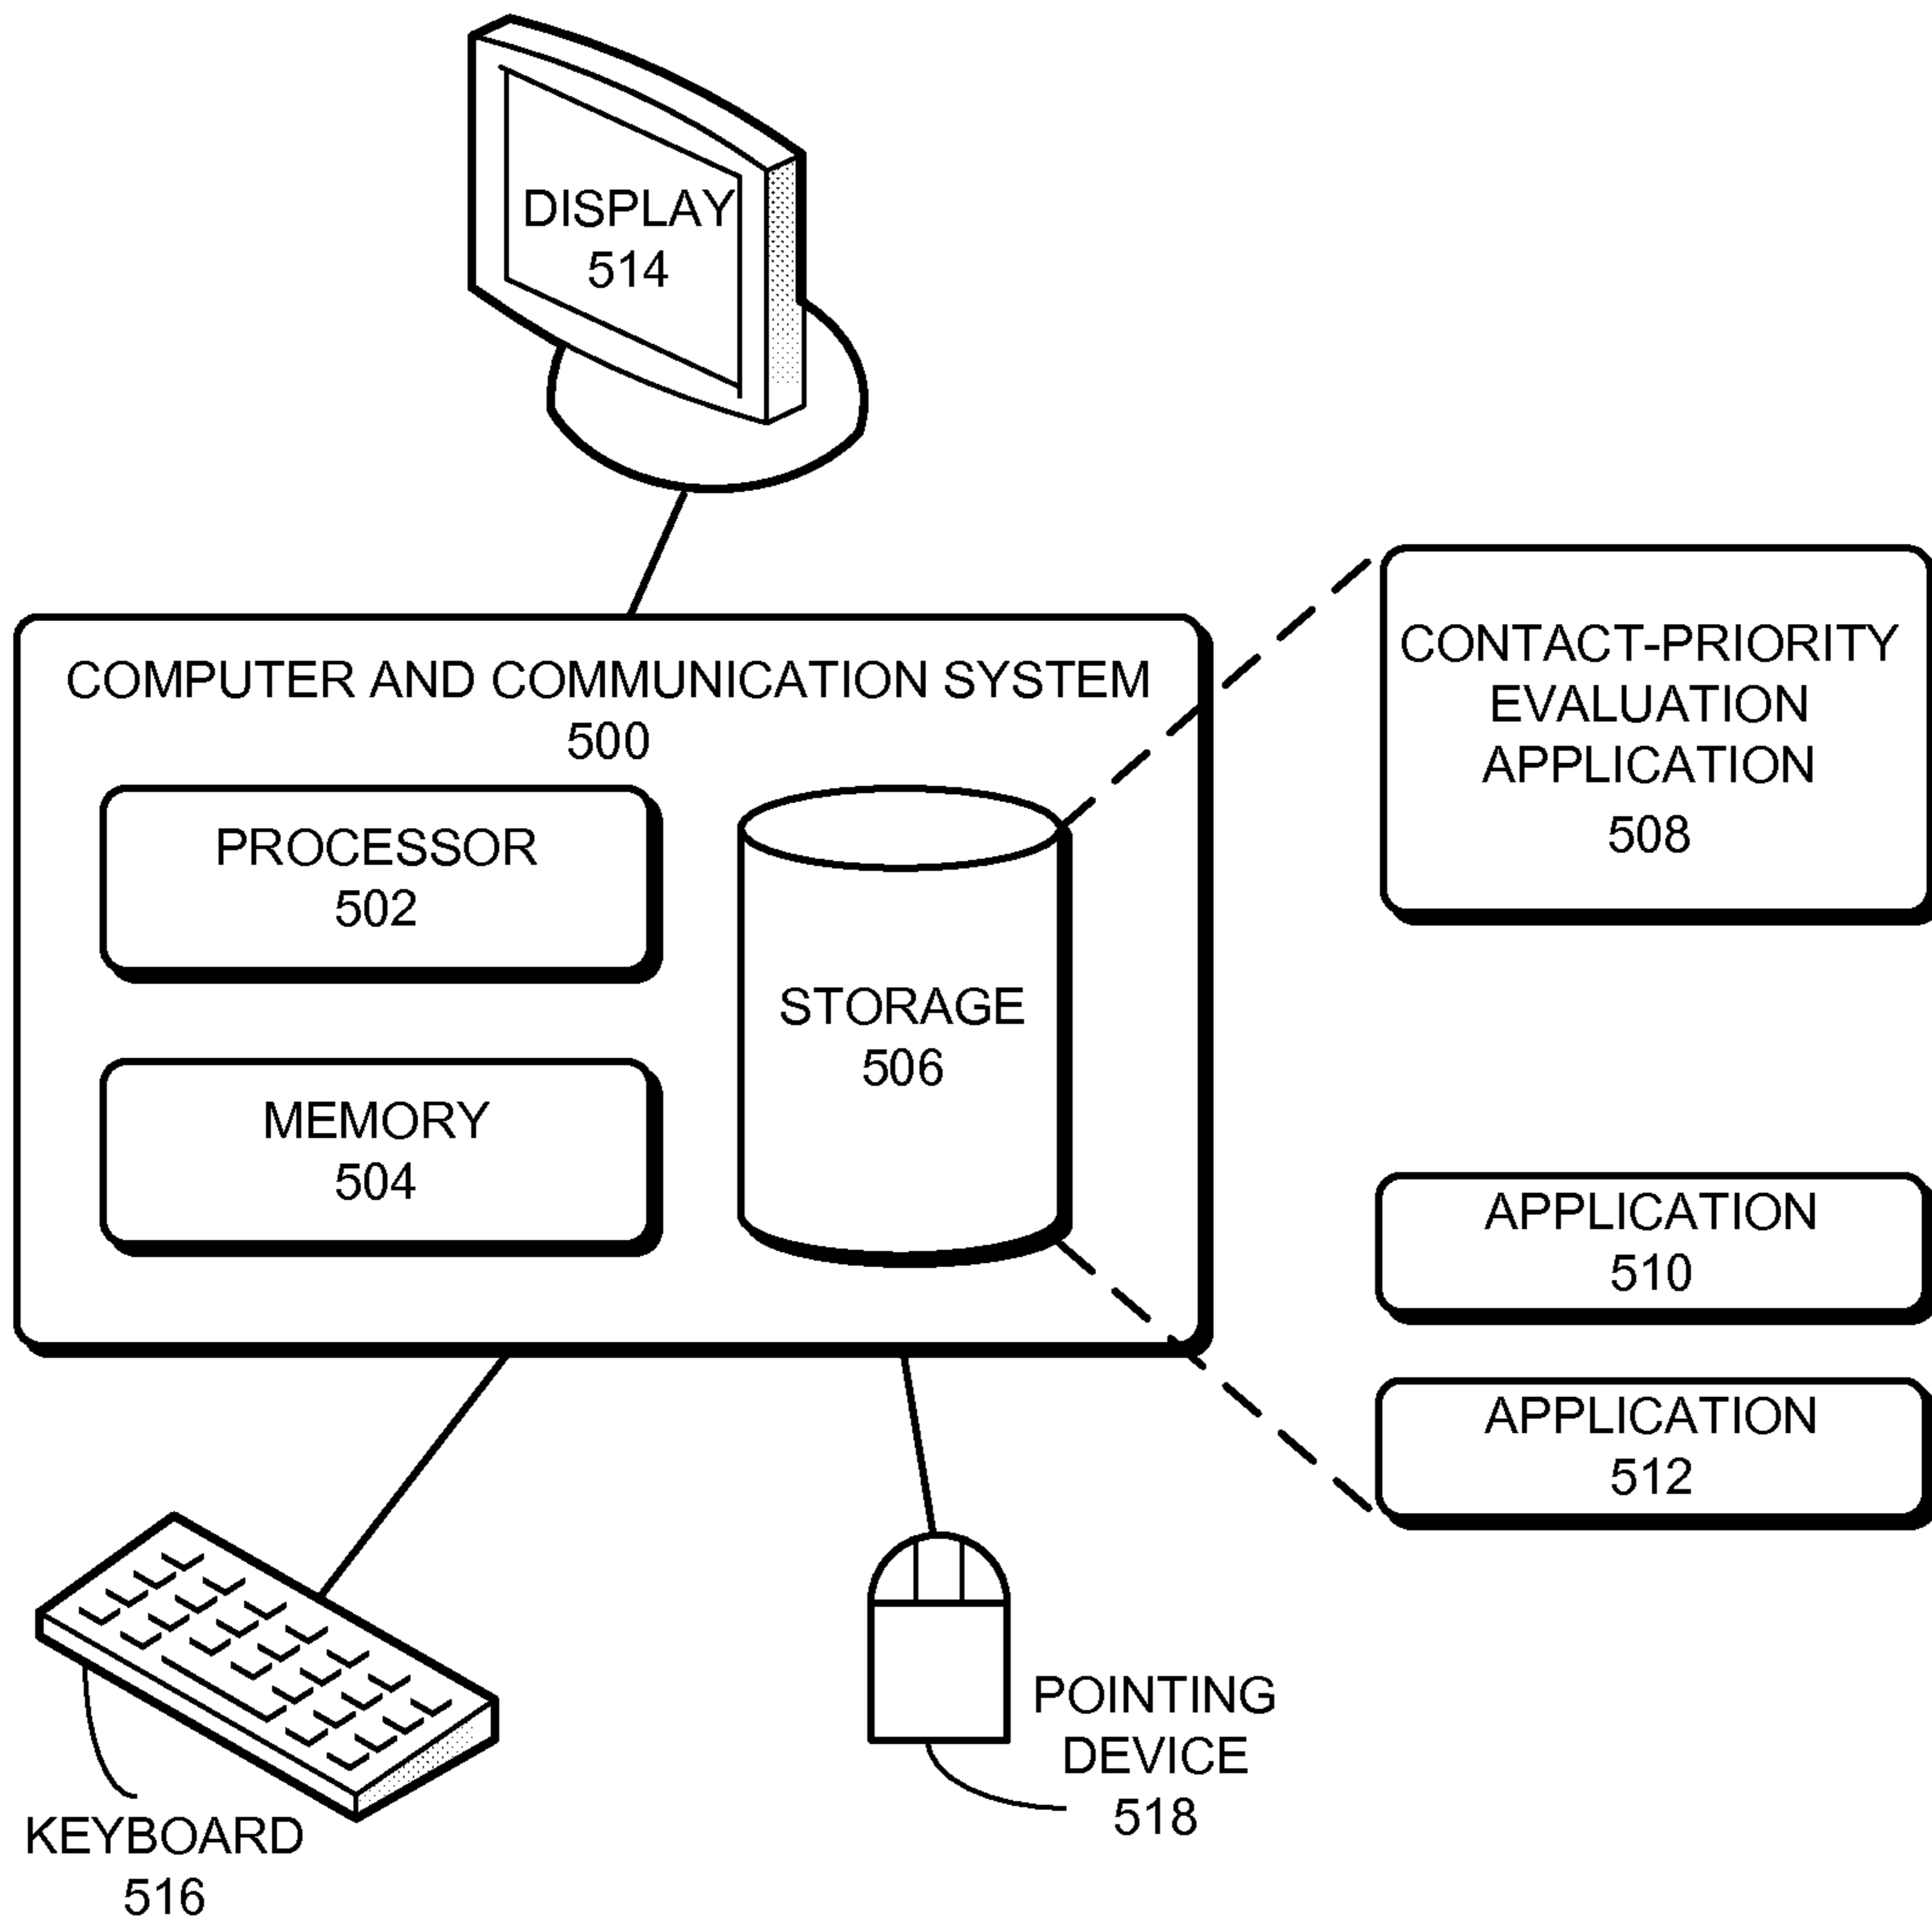 DISPLAY
514
COMPUTER AND COMMUNICATION SYSTEM
500
PROCESSOR
502
MEMORY
504
STORAGE
506
CONTACT-PRIORITY
EVALUATION
APPLICATION
508
APPLICATION
510
APPLICATION
512
KEYBOARD
516
POINTING
DEVICE
518